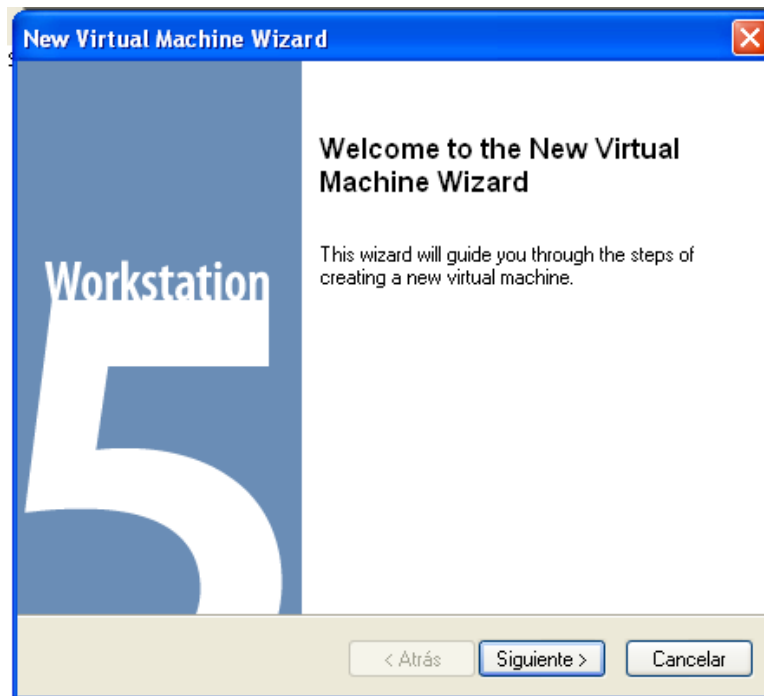 New Virtual Machine Wizard
Welcome to the New Virtual
Machine Wizard
This wizard will guide you through the steps of
creating a new virtual machine.
Workstation
5
< Atrás
Siguiente >
Cancelar